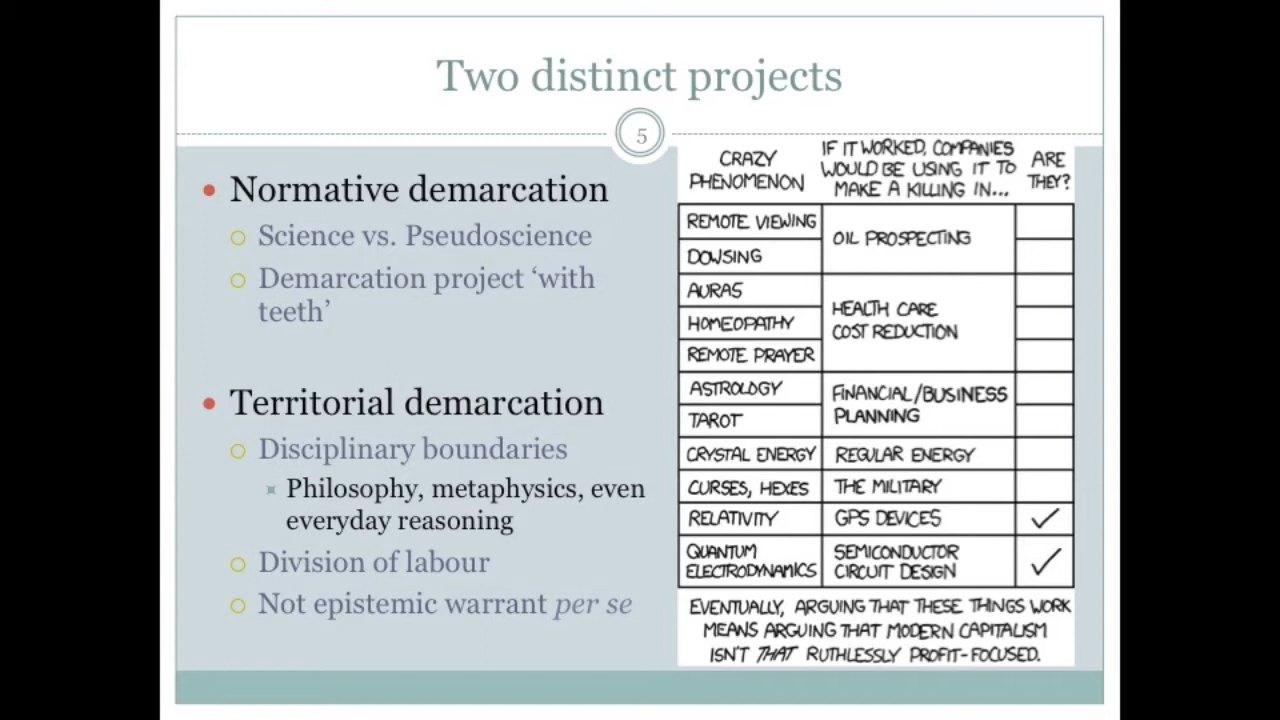 Two distinct projects
5
Normative demarcation
Science vs. Pseudoscience
Demarcation project ‘with
teeth’
Territorial demarcation
Disciplinary boundaries
Philosophy, metaphysics, even
everyday reasoning
Division of labour
Not epistemic warrant per se
CRAZY
PHENOMENON
IF IT WORKED, COMPANIES
WOULD BE USING IT TO
MAKE A KILLING IN...
ARE
THEY?
REMOTE VIEWING
DOWSING
OIL PROSPECTING
AURAS
HOMEOPATHY
REMOTE PRAYER
HEALTH CARE
COST REDUCTION
ASTROLOGY
TAROT
FINANCIAL/BUSINESS
PLANNING
CRYSTAL ENERGY
REGULAR ENERGY
CURSES, HEXES
THE MILITARY
RELATIVITY
GPS DEVICES
✓
QUANTUM
ELECTRODYNAMICS
SEMICONDUCTOR
CIRCUIT DESIGN
✓
EVENTUALLY, ARGUING THAT THESE THINGS WORK
MEANS ARGUING THAT MODERN CAPITALISM
ISN'T THAT RUTHLESSLY PROFIT-FOCUSED.